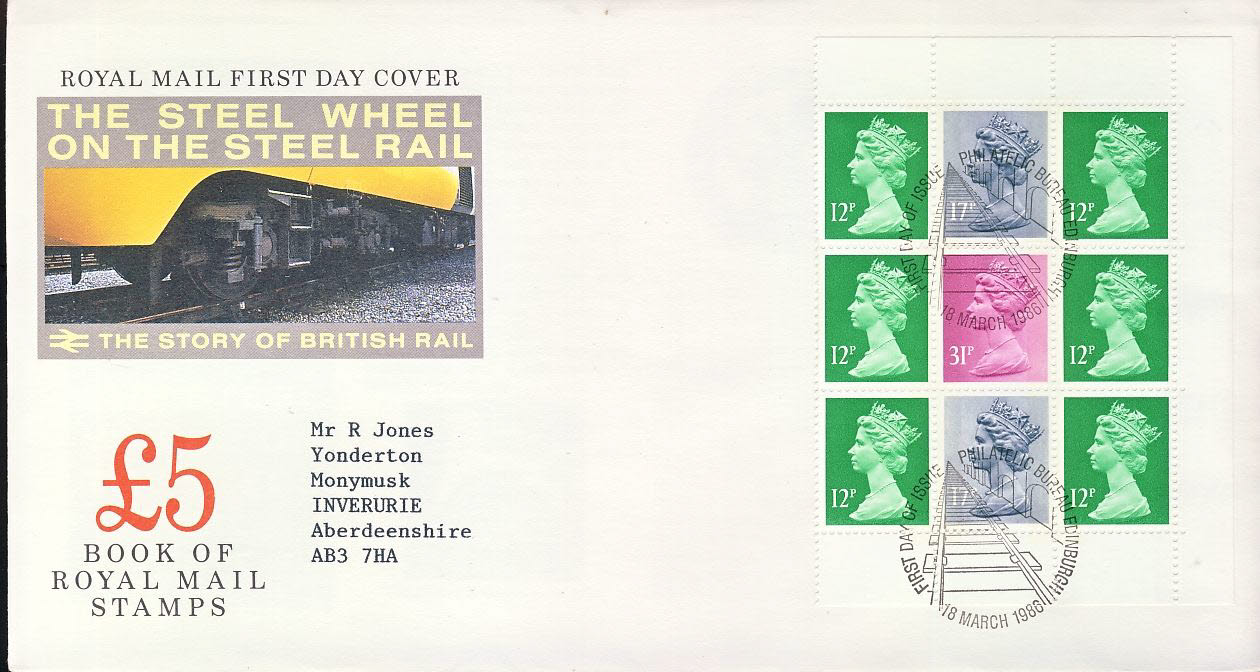 ROYAL MAIL FIRST DAY COVER
THE STEEL WHEEL
ON THE STEEL RAIL
THE STORY OF BRITISH RAIL
£5
BOOK OF
ROYAL MAIL
STAMPS
Mr R Jones
Yonderton
Monymusk
INVERURIE
Aberdeenshire
AB3 7HA
12P
17P
12P
12P
31P
12P
12P
17
12P
FIRST DAY OF ISSUE PHILATELIC BUREAU EDINBURGH
18 MARCH 1986
FIRST DAY OF ISSUE PHILATELIC BUREAU EDINBURGH
18 MARCH 1986